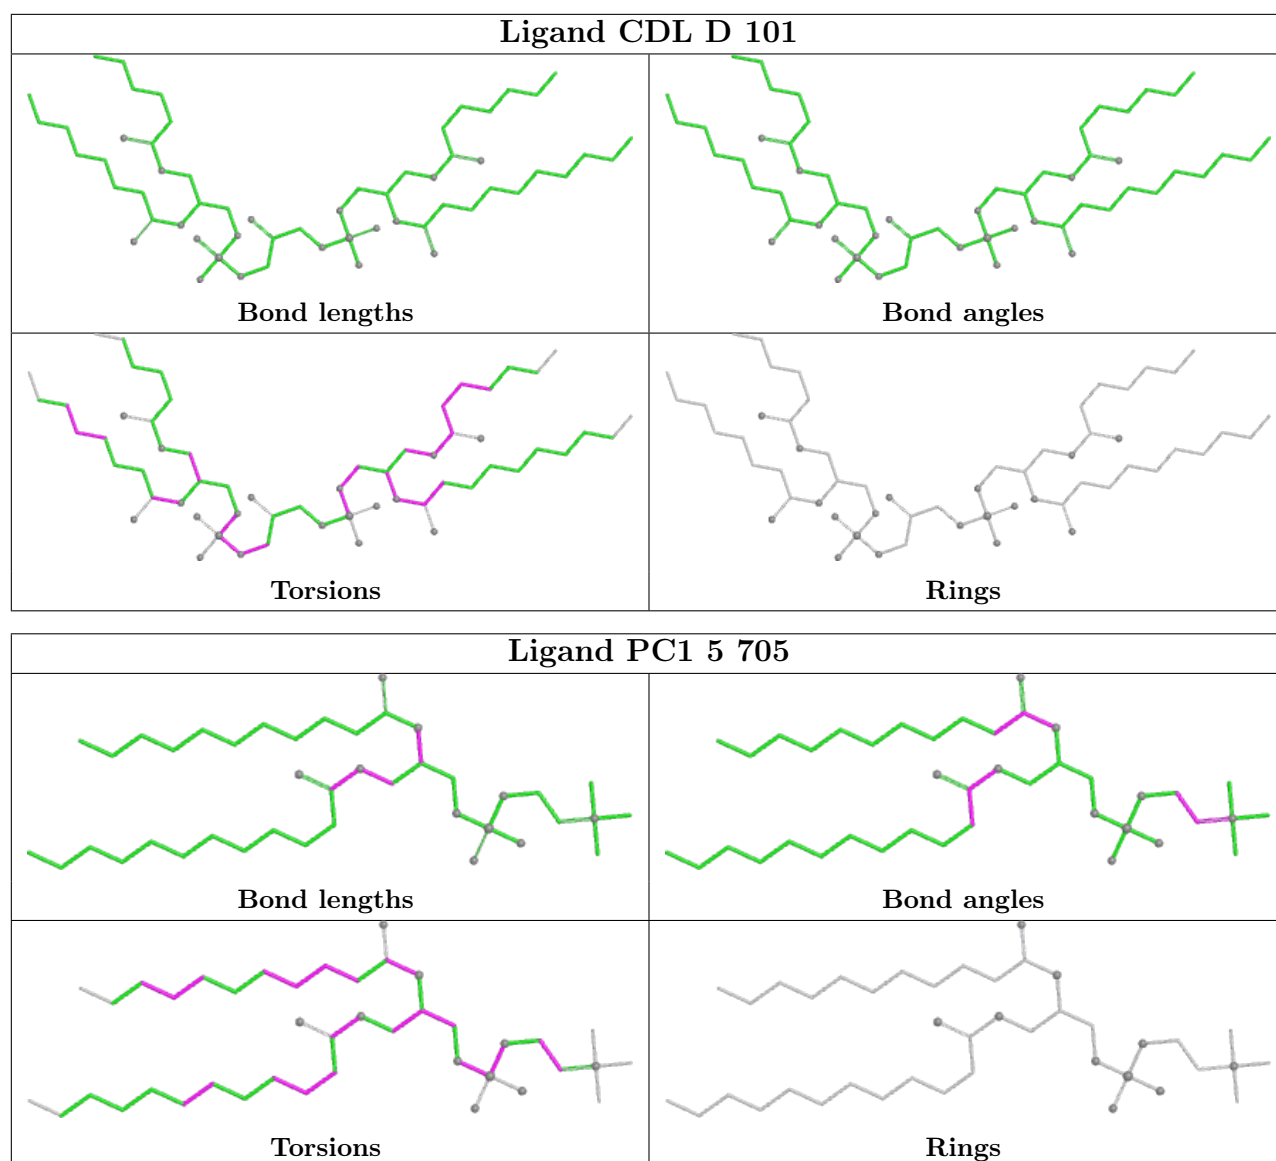 Ligand CDL D 101
Bond lengths
Bond angles
Torsions
Rings
Ligand PC1 5 705
Bond lengths
Bond angles
Torsions
Rings